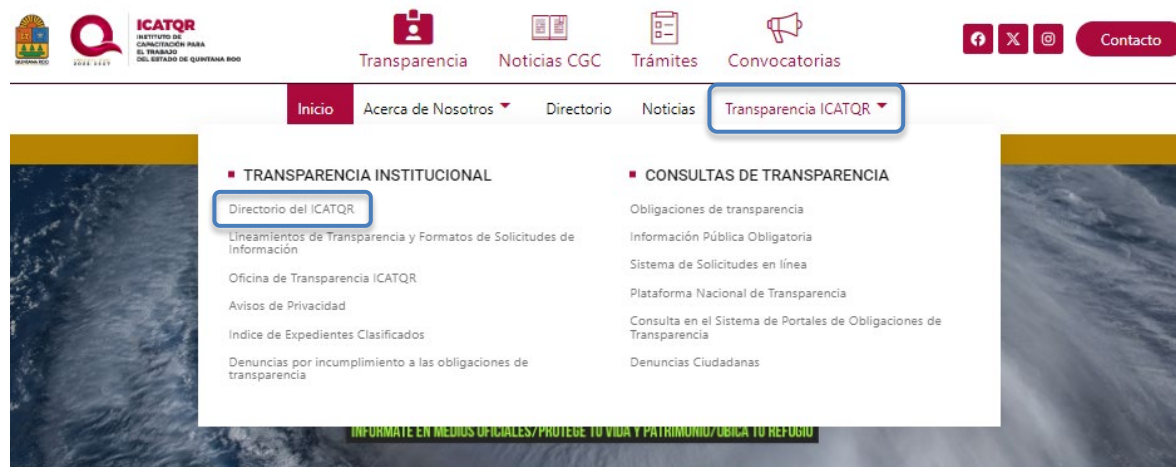 ICATQR
INSTITUTO DE
CAPACITACIÓN PARA
EL TRABAJO
DEL ESTADO DE QUINTANA ROO
QUINTANA ROO
2022-2027
Transparencia
Noticias CGC
Trámites
Convocatorias
Contacto
Inicio
Acerca de Nosotros
Directorio
Noticias
Transparencia ICATQR
TRANSPARENCIA INSTITUCIONAL
Directorio del ICATQR
Lineamientos de Transparencia y Formatos de Solicitudes de
Información
Oficina de Transparencia ICATQR
Avisos de Privacidad
Indice de Expedientes Clasificados
Denuncias por incumplimiento a las obligaciones de
transparencia
CONSULTAS DE TRANSPARENCIA
Obligaciones de transparencia
Información Pública Obligatoria
Sistema de Solicitudes en línea
Plataforma Nacional de Transparencia
Consulta en el Sistema de Portales de Obligaciones de
Transparencia
Denuncias Ciudadanas
INFÓRMATE EN MEDIOS OFICIALES/PROTEGE TU VIDA Y PATRIMONIO/UBICA TU REFUGIO